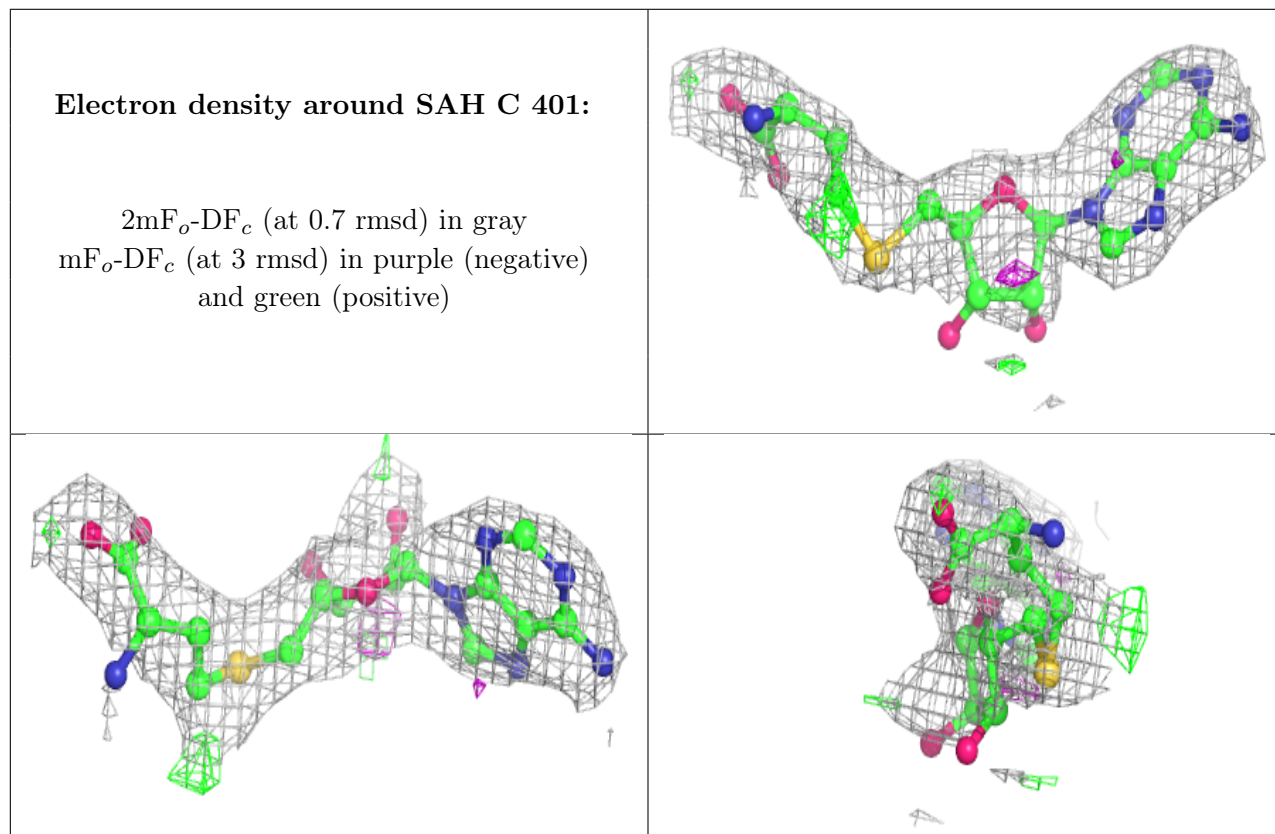 Electron density around SAH C 401:
2mFo-DFc (at 0.7 rmsd) in gray
mFo-DFc (at 3 rmsd) in purple (negative)
and green (positive)